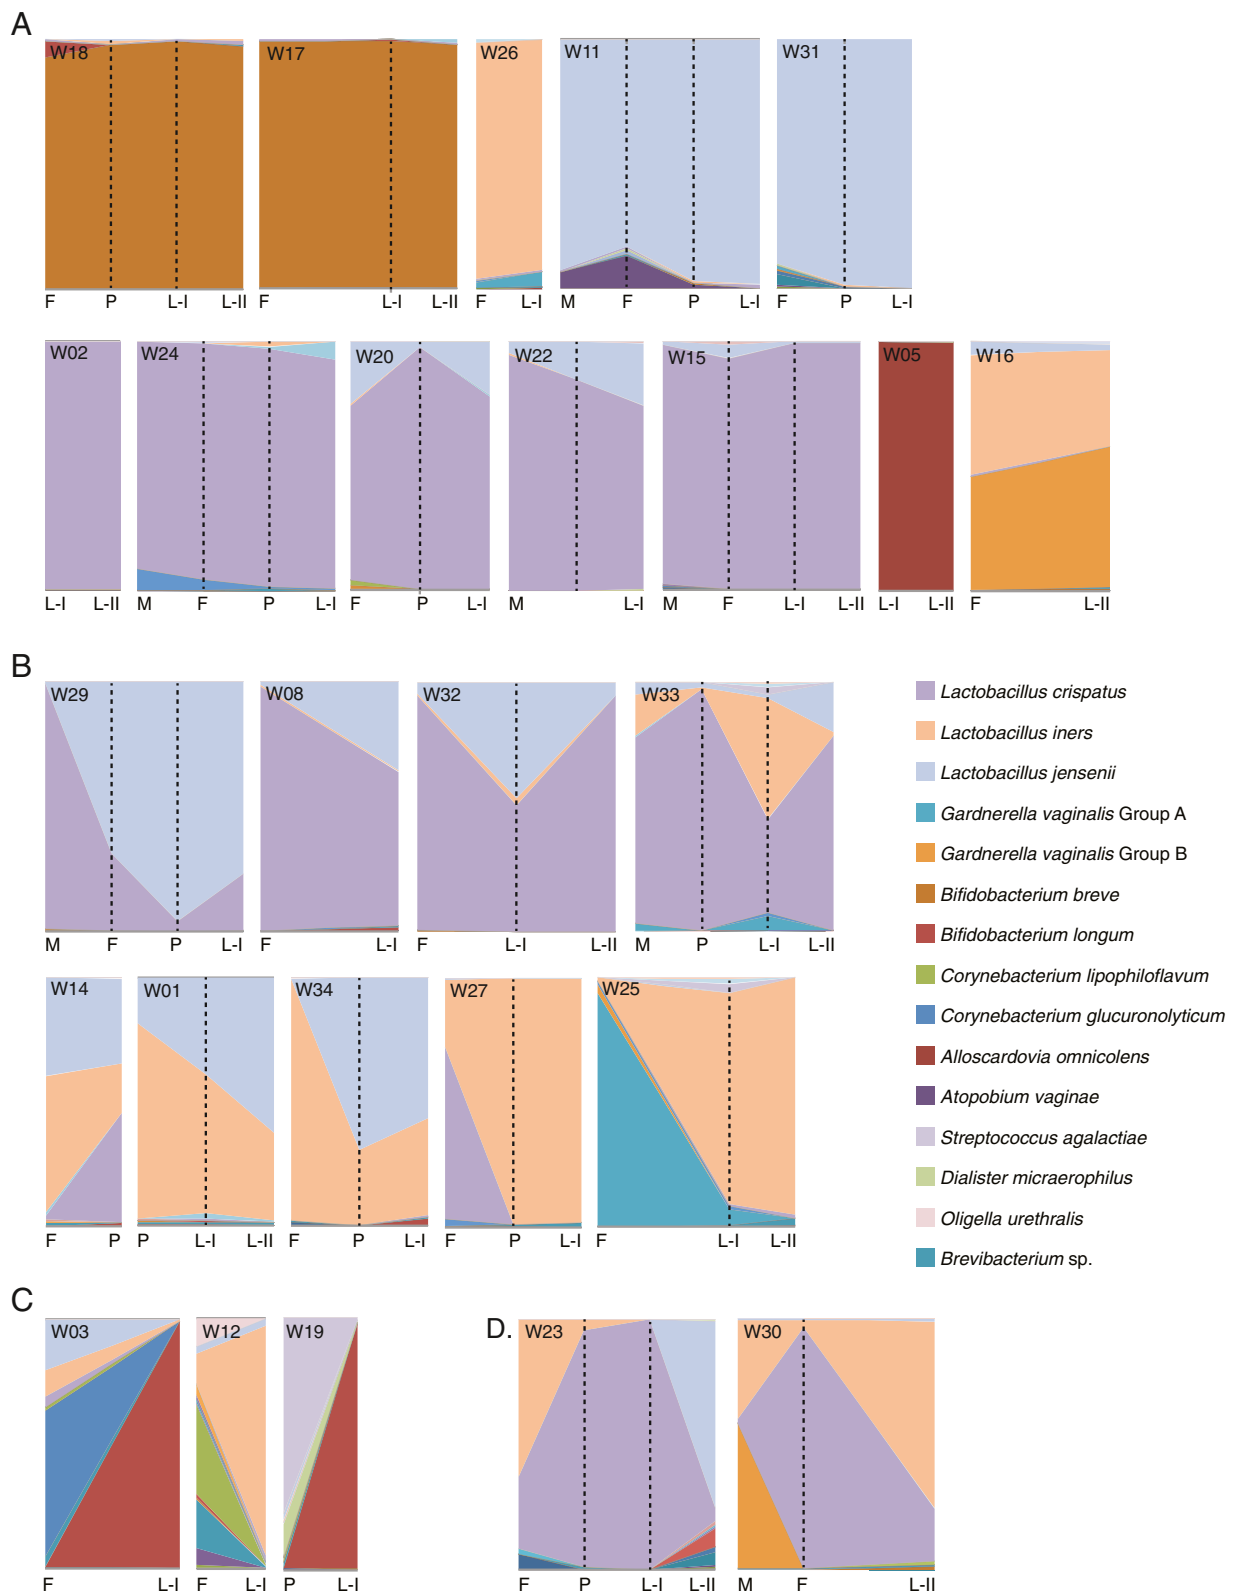 A
W18 W17 W26 W11 W31
F P L-I L-II F L-I L-II F L-I M F P L-I F P L-I
W02 W24 W20 W22 W15 W05 W16
L-I L-II M F P L-I F P L-I M L-I M F L-I L-II L-I L-II F L-II
B
W29 W08 W32 W33
M F P L-I F L-I F L-I L-II M P L-I L-II
W14 W01 W34 W27 W25
F P P L-I L-II F P L-I F P L-I F L-I L-II
Lactobacillus crispatus
Lactobacillus iners
Lactobacillus jensenii
Gardnerella vaginalis Group A
Gardnerella vaginalis Group B
Bifidobacterium breve
Bifidobacterium longum
Corynebacterium lipophiloflavum
Corynebacterium glucuronolyticum
Alloscardovia omnicolens
Atopobium vaginae
Streptococcus agalactiae
Dialister micraerophilus
Oligella urethralis
Brevibacterium sp.
C
W03 W12 W19
F L-I F L-I P L-I
D.
W23 W30
F P L-I L-II M F L-II